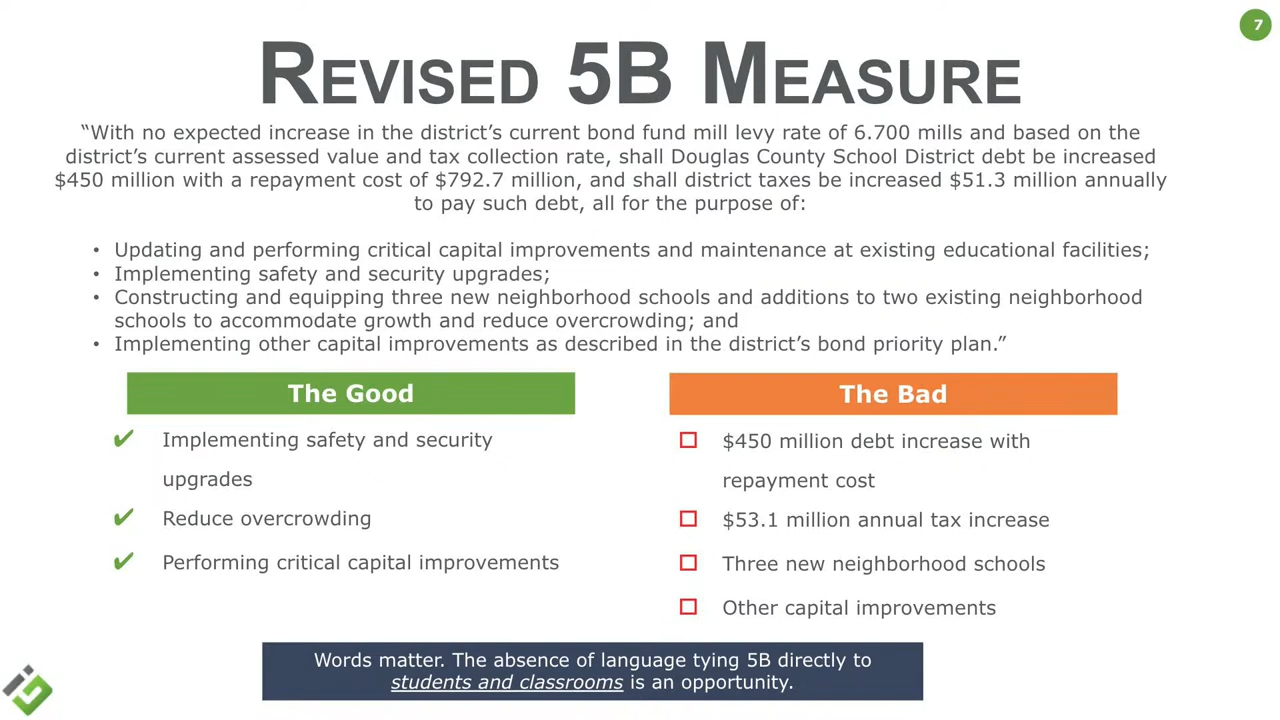 7
REVISED 5B MEASURE
“With no expected increase in the district’s current bond fund mill levy rate of 6.700 mills and based on the
district’s current assessed value and tax collection rate, shall Douglas County School District debt be increased
$450 million with a repayment cost of $792.7 million, and shall district taxes be increased $51.3 million annually
to pay such debt, all for the purpose of:
• Updating and performing critical capital improvements and maintenance at existing educational facilities;
• Implementing safety and security upgrades;
• Constructing and equipping three new neighborhood schools and additions to two existing neighborhood
schools to accommodate growth and reduce overcrowding; and
• Implementing other capital improvements as described in the district’s bond priority plan.”
The Good
✔ Implementing safety and security
upgrades
✔ Reduce overcrowding
✔ Performing critical capital improvements
The Bad
☐ $450 million debt increase with
repayment cost
☐ $53.1 million annual tax increase
☐ Three new neighborhood schools
☐ Other capital improvements
Words matter. The absence of language tying 5B directly to
students and classrooms is an opportunity.